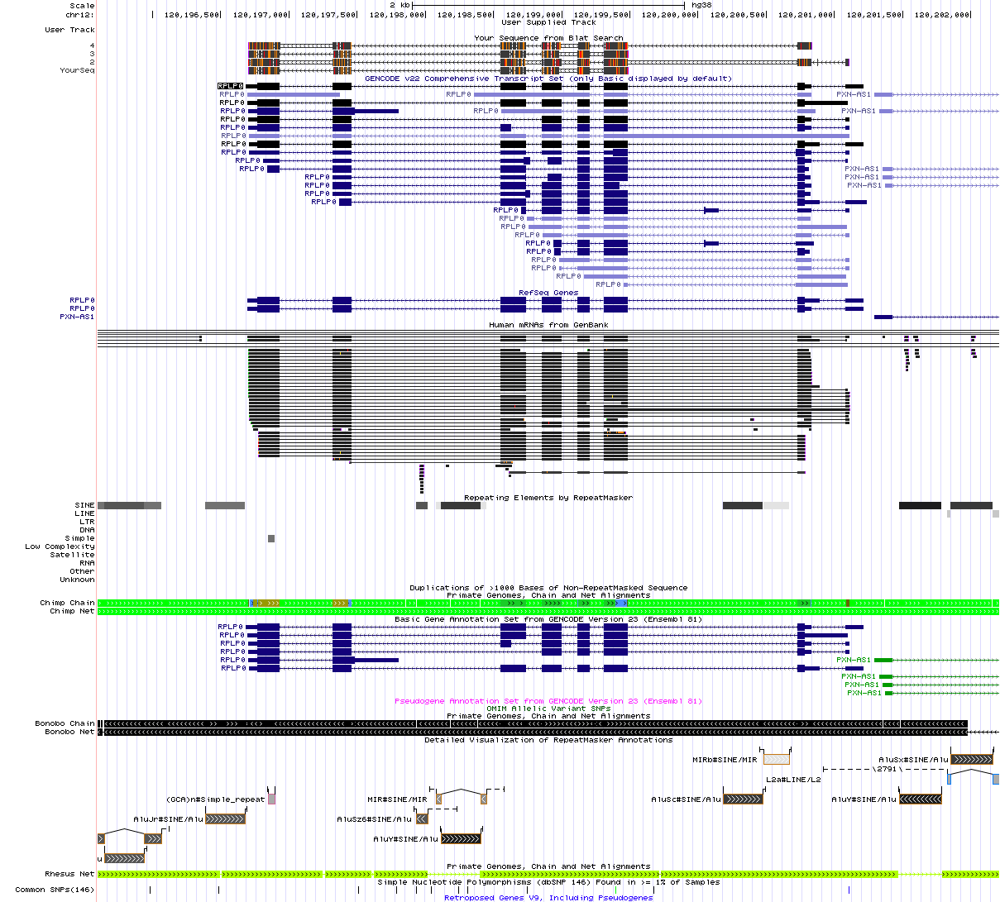 Scale 2 kb hg38
chr12: 120,196,500 120,197,000 120,197,500 120,198,000 120,198,500 120,199,000 120,199,500 120,200,000 120,200,500 120,201,000 120,201,500 120,202,000
User Supplied Track
User Track
Your Sequence from Blat Search
4
3
2
YourSeq
GENCODE v22 Comprehensive Transcript Set (only Basic displayed by default)
RPLP0
RPLP0 RPLP0 PXN-AS1
RPLP0
RPLP0 RPLP0 PXN-AS1
RPLP0
RPLP0
RPLP0
RPLP0
RPLP0
RPLP0
RPLP0 PXN-AS1
RPLP0 PXN-AS1
RPLP0 PXN-AS1
RPLP0
RPLP0
RPLP0
RPLP0
RPLP0
RPLP0
RPLP0
RPLP0
RPLP0
RPLP0
RPLP0
RPLP0
RefSeq Genes
RPLP0
RPLP0
PXN-AS1
Human mRNAs from GenBank
Repeating Elements by RepeatMasker
SINE
LINE
LTR
DNA
Simple
Low Complexity
Satellite
RNA
Other
Unknown
Duplications of >1000 Bases of Non-RepeatMasked Sequence
Primate Genomes, Chain and Net Alignments
Chimp Chain
Chimp Net
Basic Gene Annotation Set from GENCODE Version 23 (Ensembl 81)
RPLP0
RPLP0
RPLP0
RPLP0
RPLP0 PXN-AS1
RPLP0
PXN-AS1
PXN-AS1
PXN-AS1
Pseudogene Annotation Set from GENCODE Version 23 (Ensembl 81)
OMIM Allelic Variant SNPs
Primate Genomes, Chain and Net Alignments
Bonobo Chain
Bonobo Net
Detailed Visualization of RepeatMasker Annotations
MIRb#SINE/MIR AluSx#SINE/Alu
2791
L2a#LINE/L2
(GCA)n#Simple_repeat MIR#SINE/MIR AluSc#SINE/Alu AluY#SINE/Alu
AluJr#SINE/Alu AluSz6#SINE/Alu
AluY#SINE/Alu
u
Primate Genomes, Chain and Net Alignments
Rhesus Net
Simple Nucleotide Polymorphisms (dbSNP 146) Found in >= 1% of Samples
Common SNPs(146)
Retroposed Genes V9, Including Pseudogenes